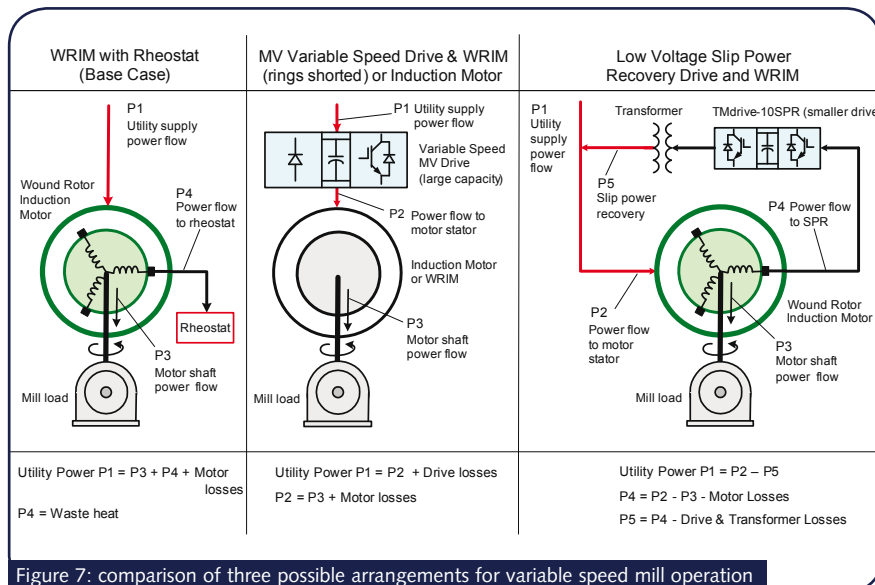 WRIM with Rheostat
(Base Case)
P1
Utility supply
power flow
Wound Rotor
Induction
Motor
P4
Power flow
to rheostat
Rheostat
P3
Motor shaft
power flow
Mill load
Utility Power P1 = P3 + P4 + Motor
losses
P4 = Waste heat
MV Variable Speed Drive & WRIM
(rings shorted) or Induction Motor
P1 Utility supply
power flow
Variable Speed
MV Drive
(large capacity)
P2 Power flow to
motor stator
Induction Motor
or WRIM
P3
Motor shaft
power flow
Mill load
Utility Power P1 = P2 + Drive losses
P2 = P3 + Motor losses
Low Voltage Slip Power
Recovery Drive and WRIM
P1
Utility
supply
power
flow
Transformer
TMdrive-10SPR (smaller drive
P5
Slip power
recovery
P4 Power flow
to SPR
P2
Power flow
to motor
stator
Wound Rotor
Induction Motor
P3
Motor shaft
power flow
Mill load
Utility Power P1 = P2 – P5
P4 = P2 - P3 - Motor Losses
P5 = P4 - Drive & Transformer Losses
Figure 7: comparison of three possible arrangements for variable speed mill operation